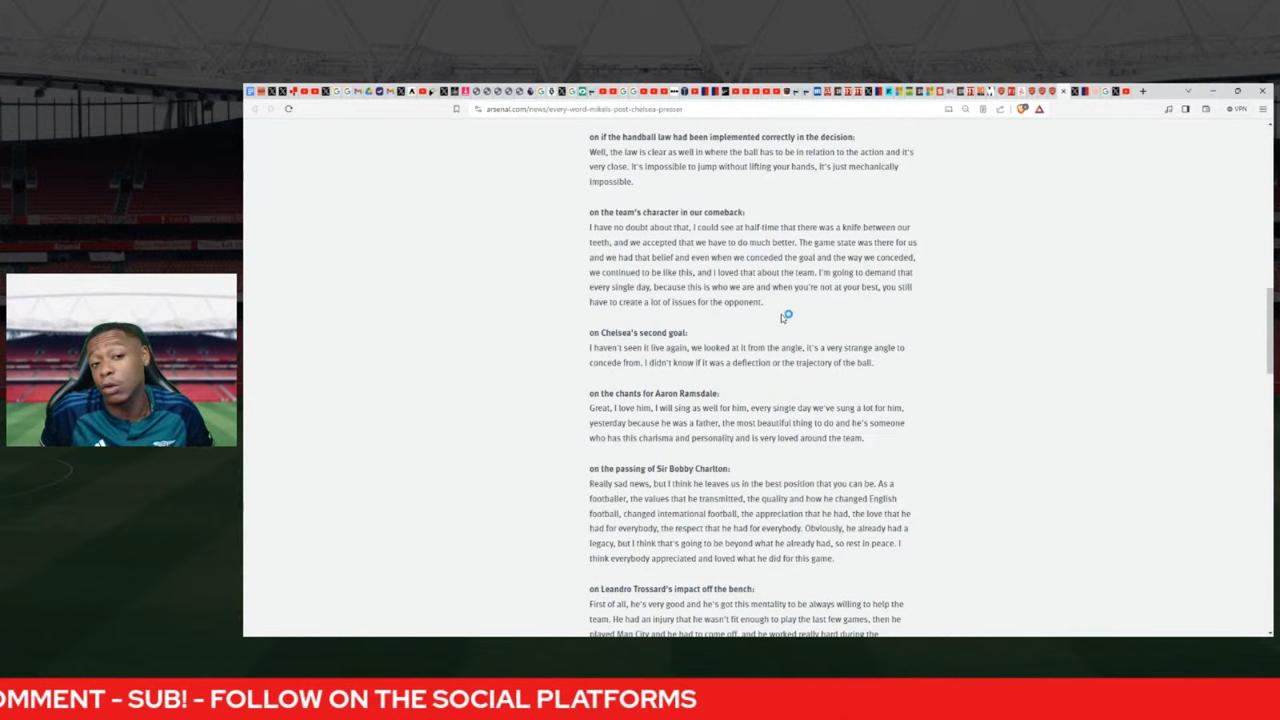 arsenal.com/news/every-word-mikels-post-chelsea-presser
VPN
on if the handball law had been implemented correctly in the decision:
Well, the law is clear as well in where the ball has to be in relation to the action and it's
very close. It's impossible to jump without lifting your hands, it's just mechanically
impossible.
on the team's character in our comeback:
I have no doubt about that, I could see at half-time that there was a knife between our
teeth, and we accepted that we have to do much better. The game state was there for us
and we had that belief and even when we conceded the goal and the way we conceded,
we continued to be like this, and I loved that about the team. I'm going to demand that
every single day, because this is who we are and when you're not at your best, you still
have to create a lot of issues for the opponent.
on Chelsea's second goal:
I haven't seen it live again, we looked at it from the angle, it's a very strange angle to
concede from. I didn't know if it was a deflection or the trajectory of the ball.
on the chants for Aaron Ramsdale:
Great, I love him, I will sing as well for him, every single day we've sung a lot for him,
yesterday because he was a father, the most beautiful thing to do and he's someone
who has this charisma and personality and is very loved around the team.
on the passing of Sir Bobby Charlton:
Really sad news, but I think he leaves us in the best position that you can be. As a
footballer, the values that he transmitted, the quality and how he changed English
football, changed international football, the appreciation that he had, the love that he
had for everybody, the respect that he had for everybody. Obviously, he already had a
legacy, but I think that's going to be beyond what he already had, so rest in peace. I
think everybody appreciated and loved what he did for this game.
on Leandro Trossard's impact off the bench:
First of all, he's very good and he's got this mentality to be always willing to help the
team. He had an injury that he wasn't fit enough to play the last few games, then he
played Man City and he had to come off, and he worked really hard during the
OMMENT - SUB! - FOLLOW ON THE SOCIAL PLATFORMS